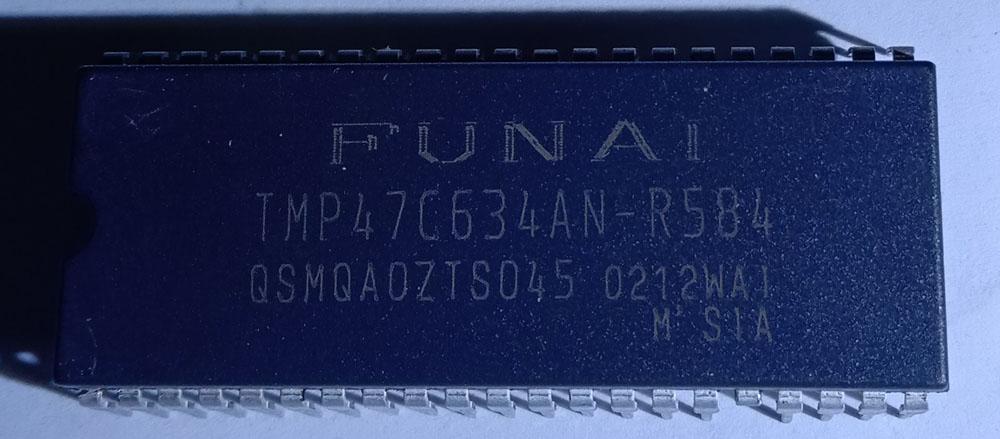 FUNAI
TMP47C634AN-R584
QSMQA0ZTS045 0212WAI
M'SIA